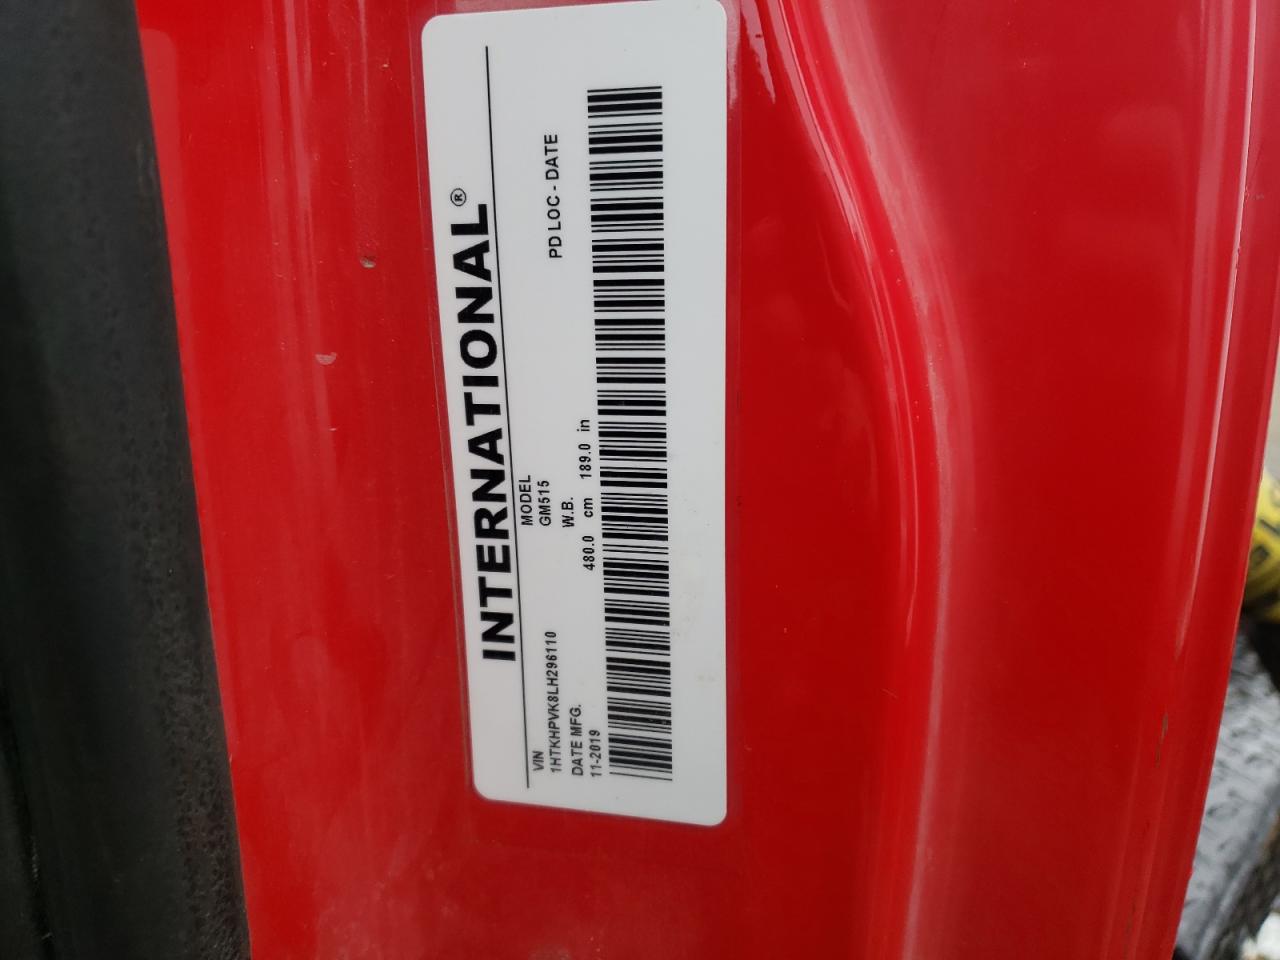 INTERNATIONAL®
VIN MODEL
1HTKHPVK8LH296110 GM515 PD LOC - DATE
DATE MFG. W.B.
11-2019 480.0 cm 189.0 in